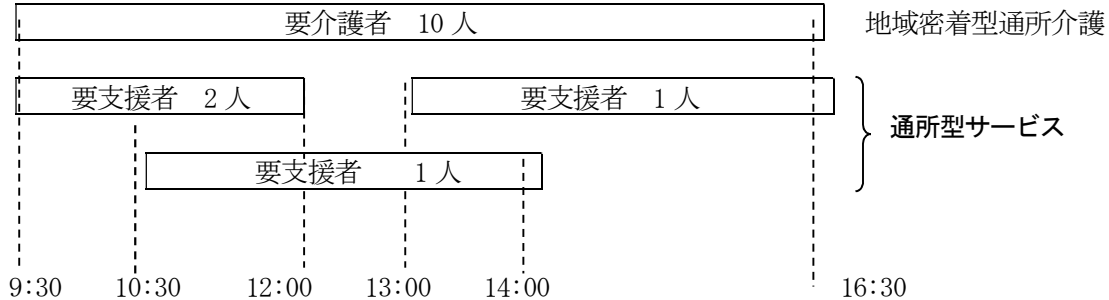 要介護者 10 人 地域密着型通所介護
要支援者 2 人 要支援者 1 人
通所型サービス
要支援者 1 人
9:30 10:30 12:00 13:00 14:00 16:30